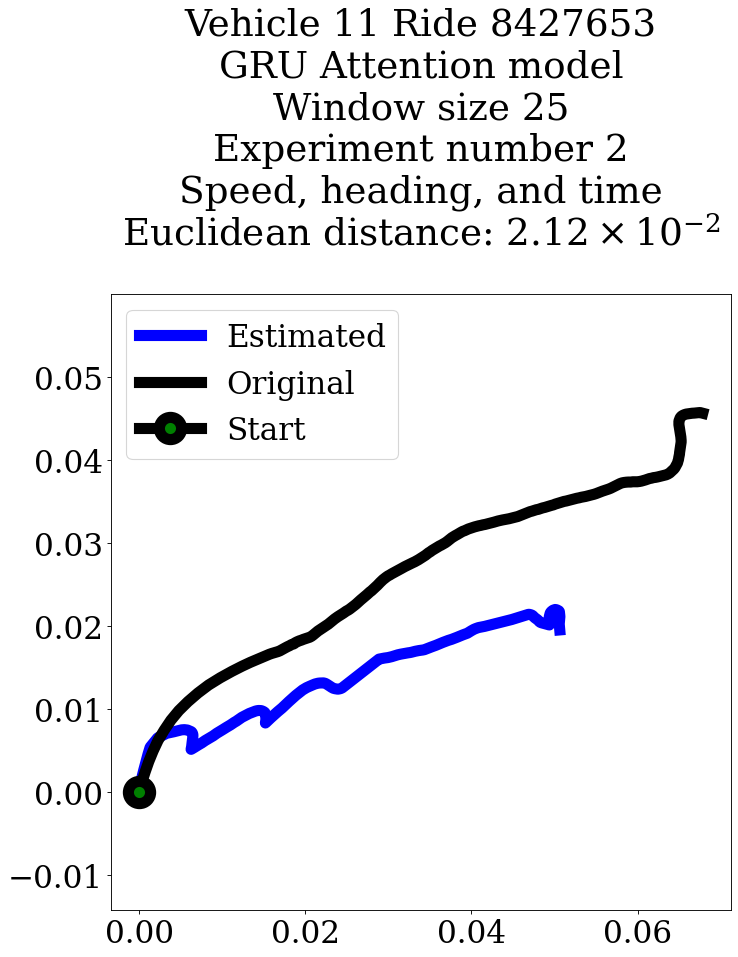 Vehicle 11 Ride 8427653
GRU Attention model
Window size 25
Experiment number 2
Speed, heading, and time
Euclidean distance: 2.12 × 10⁻²
Estimated
Original
Start
0.05
0.04
0.03
0.02
0.01
0.00
−0.01
0.00 0.02 0.04 0.06